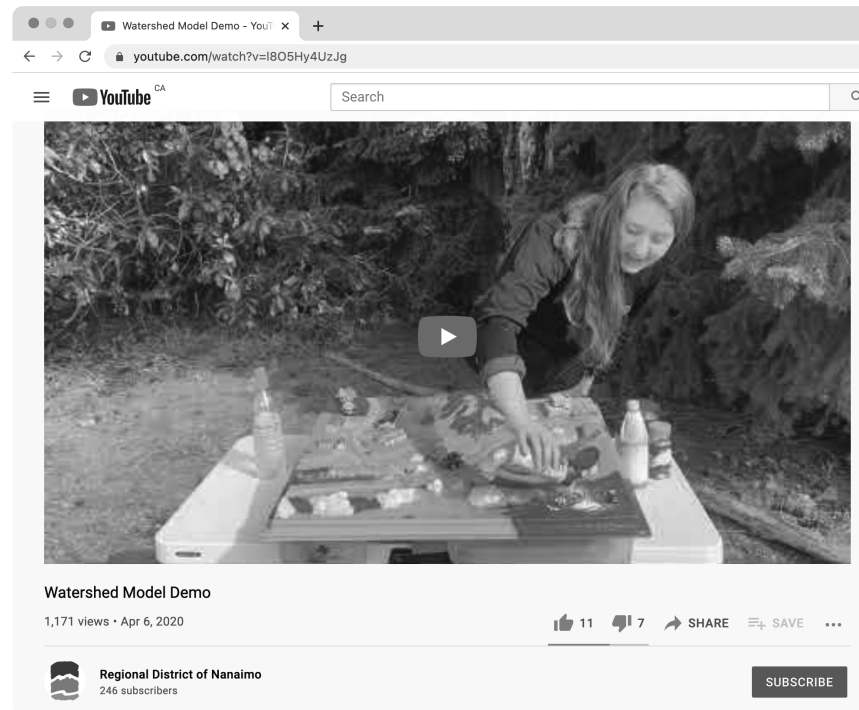 Watershed Model Demo - YouT
youtube.com/watch?v=l8O5Hy4UzJg
YouTube CA
Search
Watershed Model Demo
1,171 views • Apr 6, 2020
11 7 SHARE SAVE
Regional District of Nanaimo
246 subscribers
SUBSCRIBE